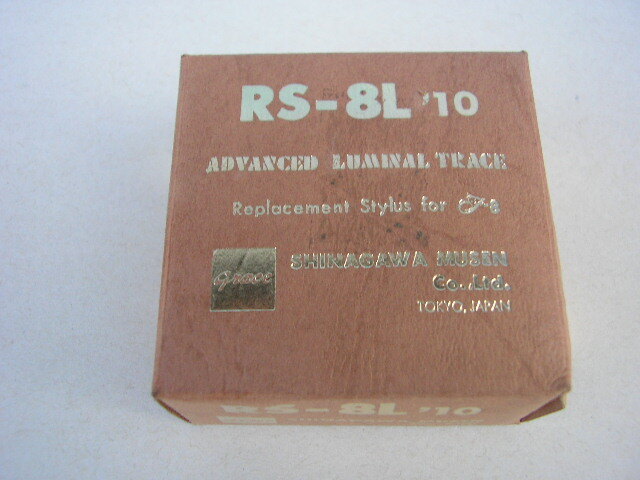 RS-8L '10
ADVANCED LUMINAL TRACE
Replacement Stylus for F-8
Grace
SHINAGAWA MUSEN
Co.,Ltd.
TOKYO, JAPAN
RS-8L '10